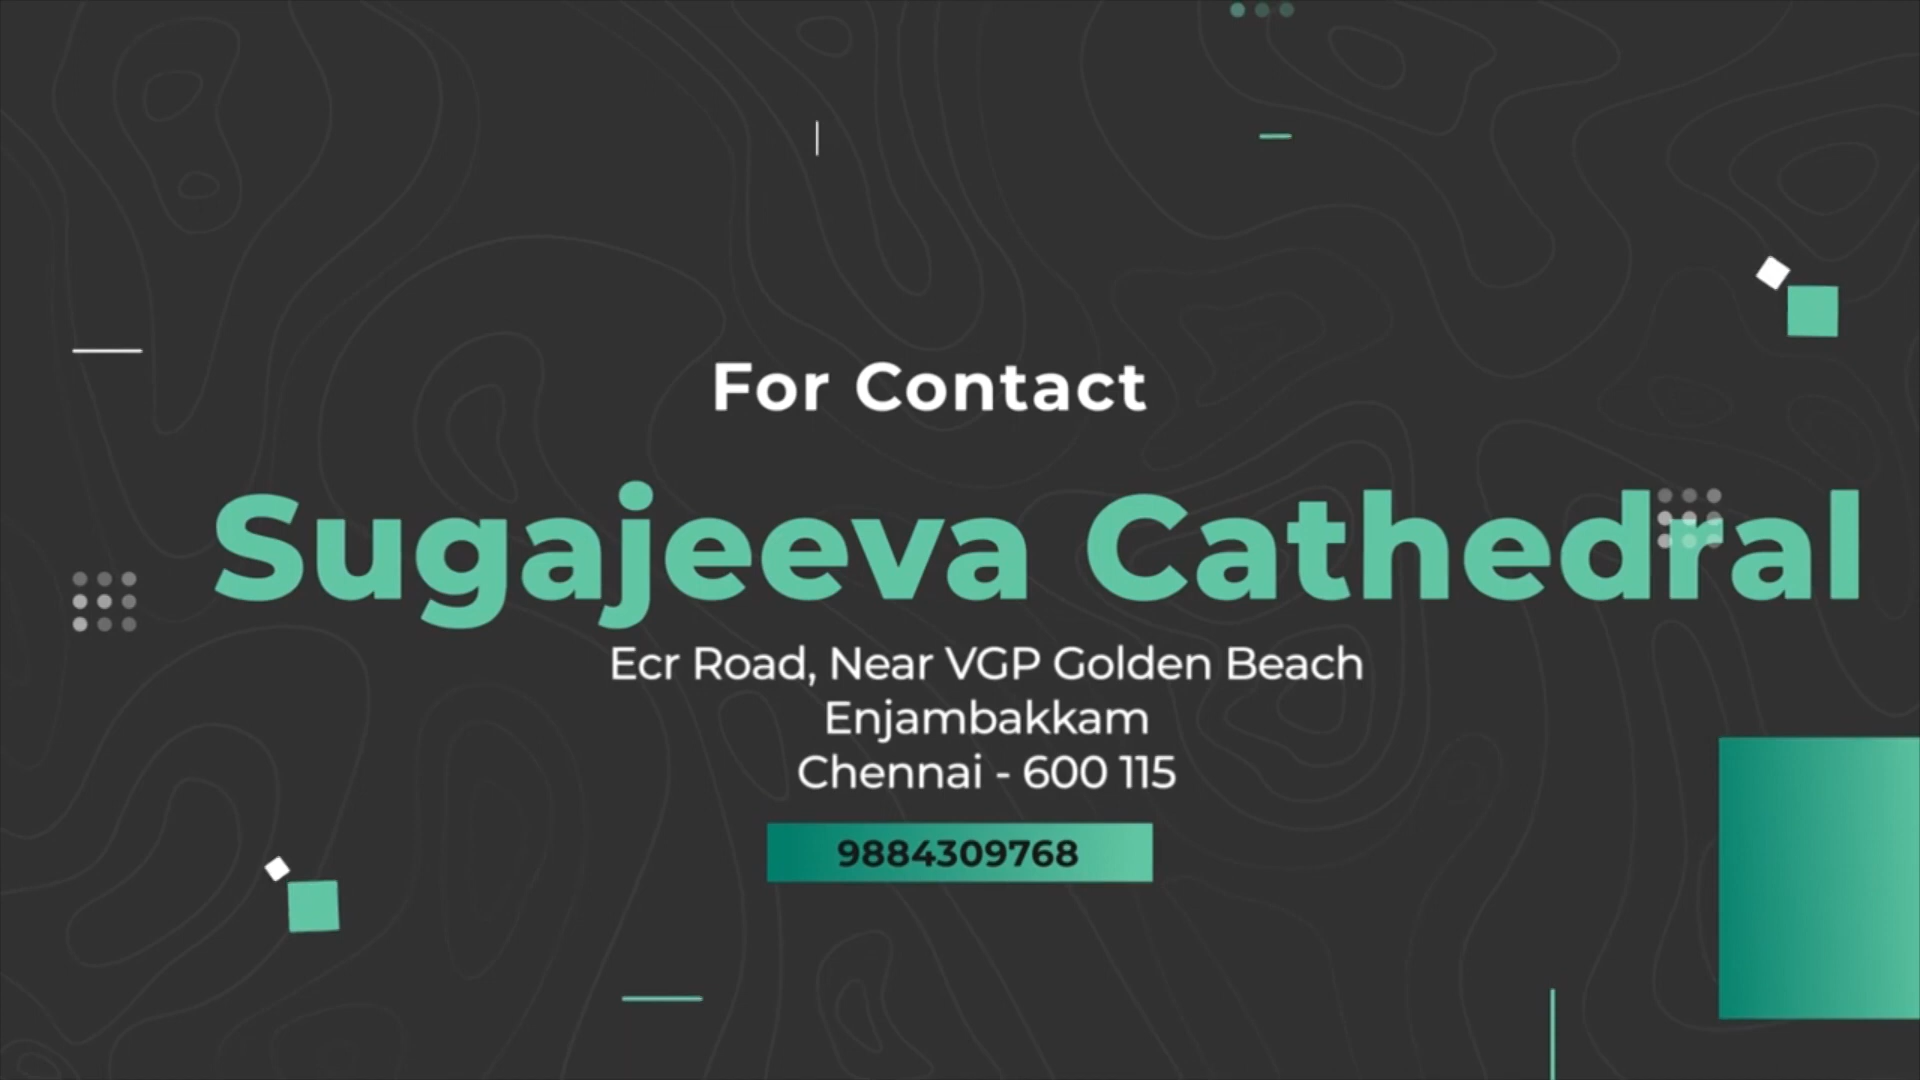 For Contact
Sugajeeva Cathedral
Ecr Road, Near VGP Golden Beach
Enjambakkam
Chennai - 600 115
9884309768